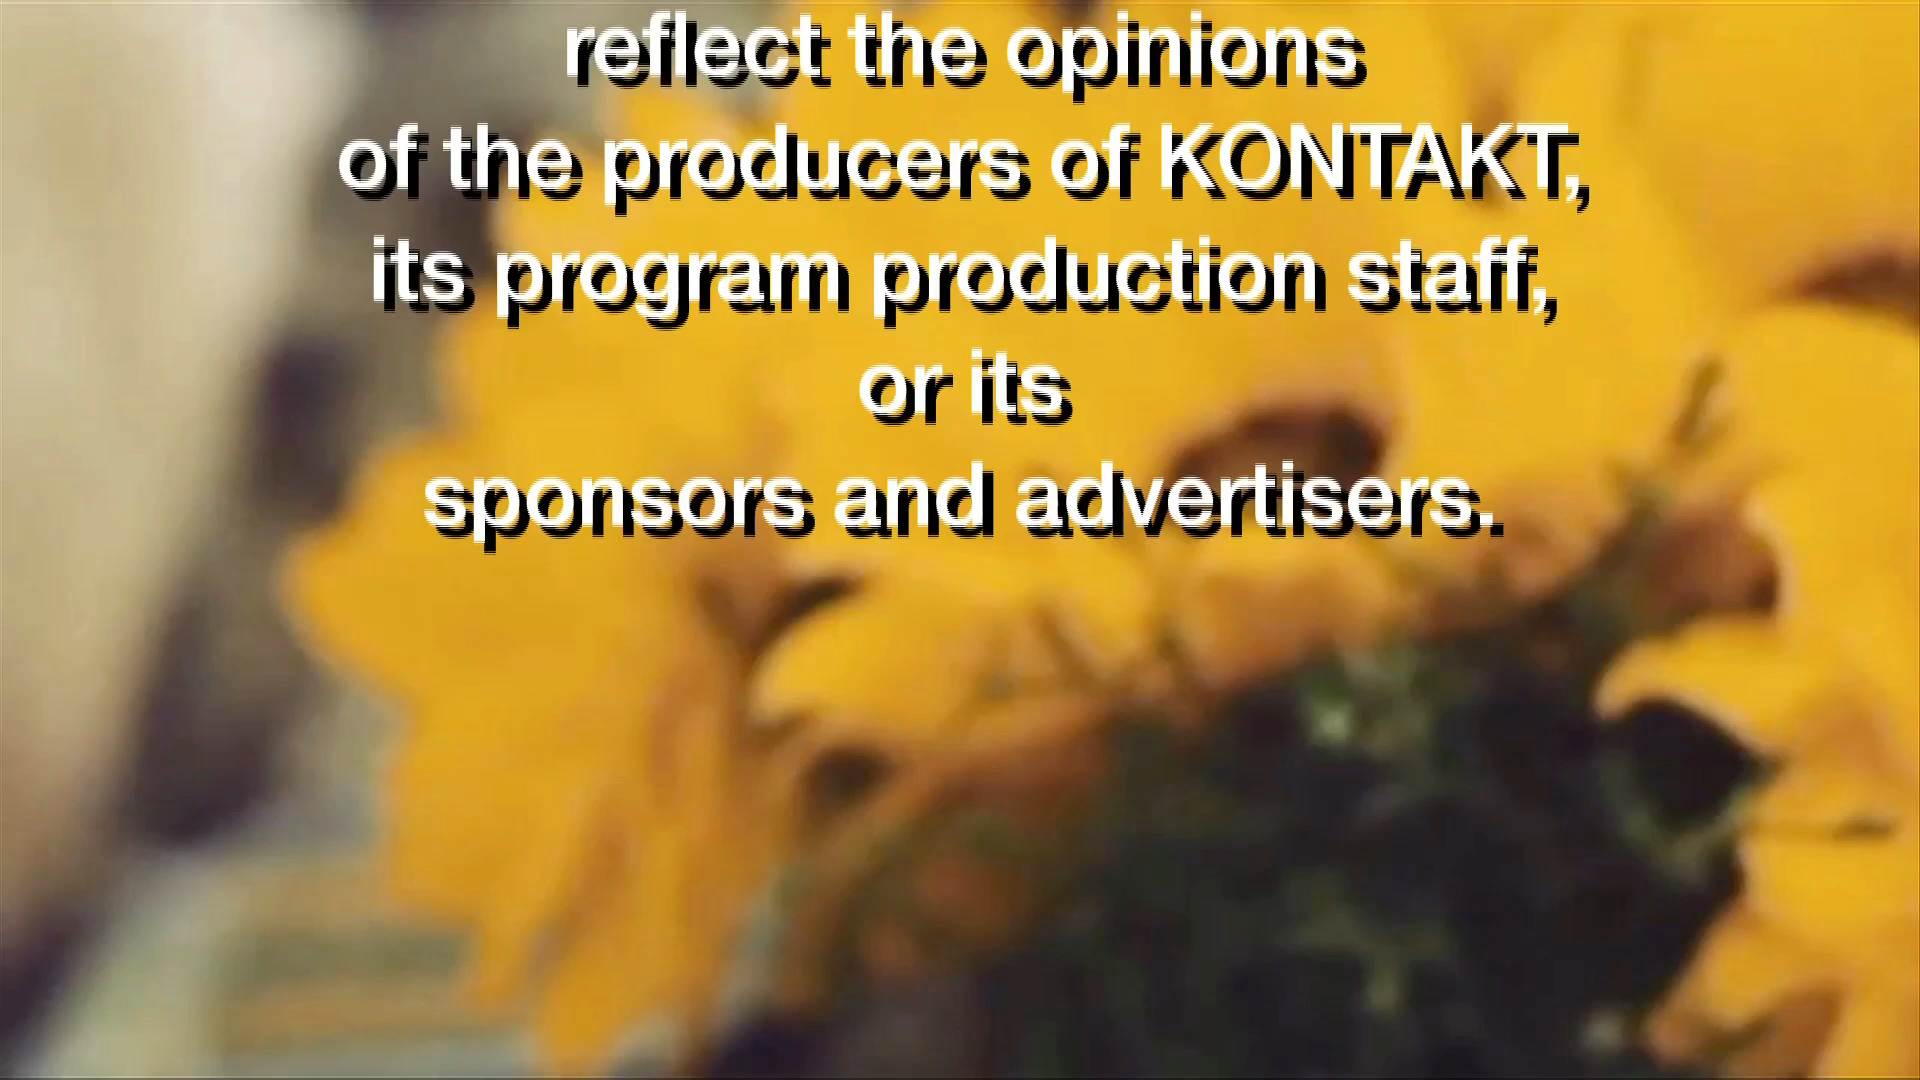 reflect the opinions
of the producers of KONTAKT,
its program production staff,
or its
sponsors and advertisers.